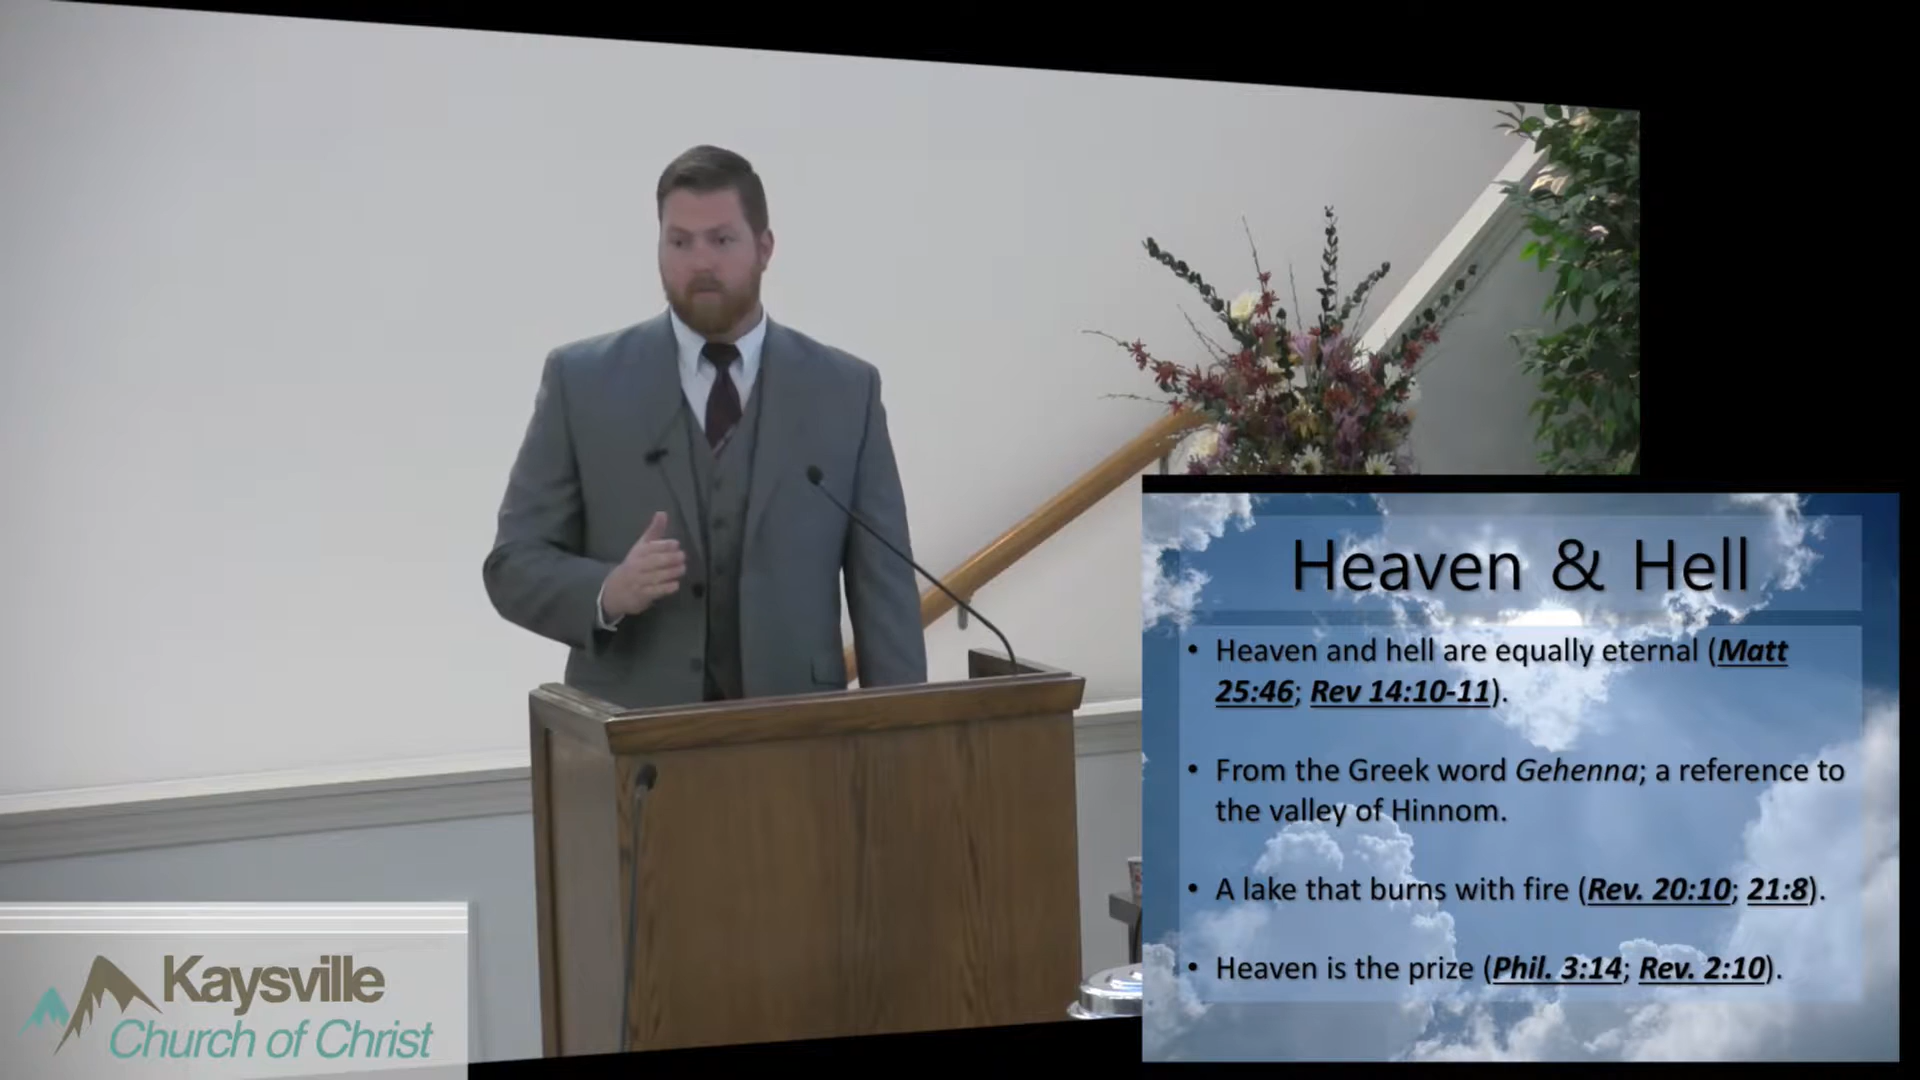 Heaven & Hell
• Heaven and hell are equally eternal (Matt
25:46; Rev 14:10-11).
• From the Greek word Gehenna; a reference to
the valley of Hinnom.
• A lake that burns with fire (Rev. 20:10; 21:8).
• Heaven is the prize (Phil. 3:14; Rev. 2:10).
Kaysville
Church of Christ